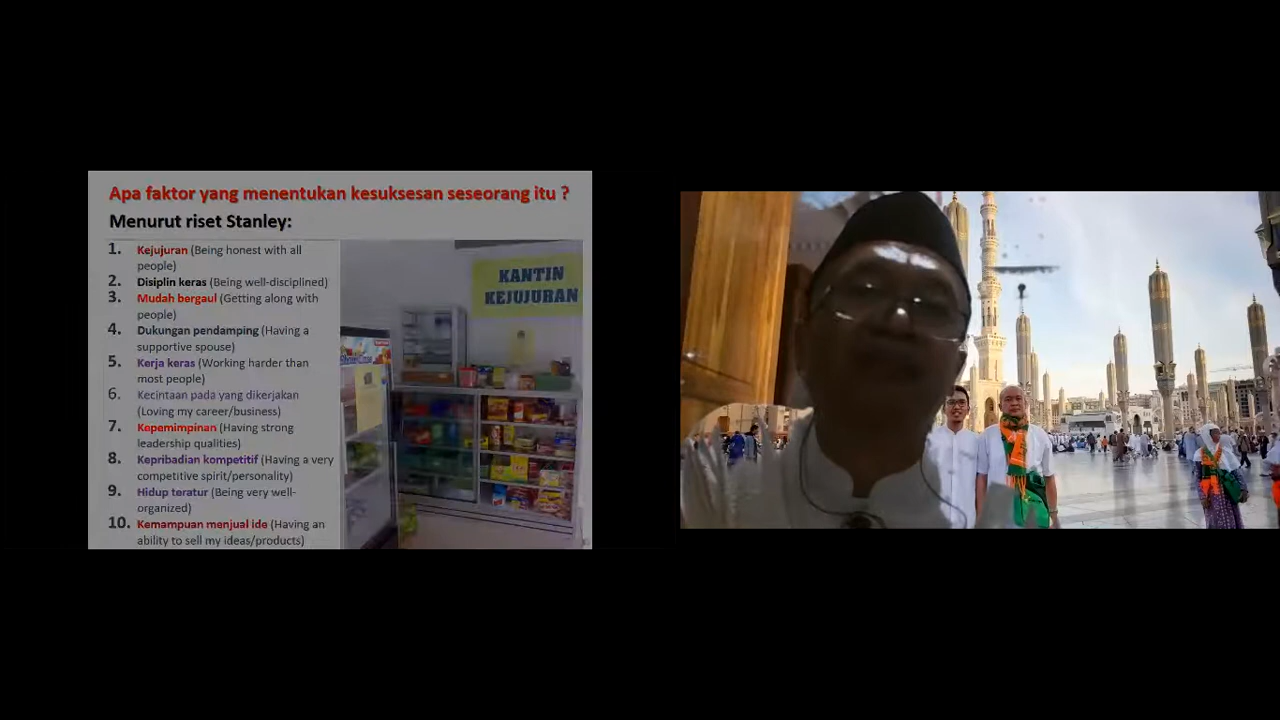 Apa faktor yang menentukan kesuksesan seseorang itu ?
Menurut riset Stanley:
1. Kejujuran (Being honest with all
people)
2. Disiplin keras (Being well-disciplined)
3. Mudah bergaul (Getting along with
people)
4. Dukungan pendamping (Having a
supportive spouse)
5. Kerja keras (Working harder than
most people)
6. Kecintaan pada yang dikerjakan
(Loving my career/business)
7. Kepemimpinan (Having strong
leadership qualities)
8. Kepribadian kompetitif (Having a very
competitive spirit/personality)
9. Hidup teratur (Being very well-
organized)
10. Kemampuan menjual ide (Having an
ability to sell my ideas/products)
KANTIN
KEJUJURAN